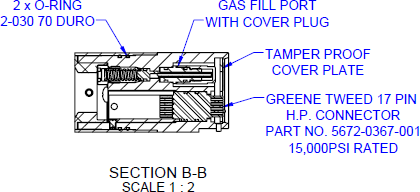 2 x O-RING
2-030 70 DURO
GAS FILL PORT
WITH COVER PLUG
TAMPER PROOF
COVER PLATE
GREENE TWEED 17 PIN
H.P. CONNECTOR
PART NO. 5672-0367-001
15,000PSI RATED
SECTION B-B
SCALE 1 : 2